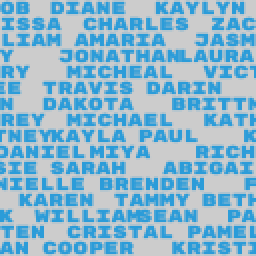 OB DIANE KAYLYN
ISSA CHARLES ZAC
LIAM AMARIA JASM
Y JONATHAN LAURA
RY MICHEAL VICT
EE TRAVIS DARIN
N DAKOTA BRITTN
REY MICHAEL KATH
TNEY KAYLA PAUL K
DANIEL MIYA RICH
SIE SARAH ABIGAI
NIELLE BRENDEN
KAREN TAMMY BETH
K WILLIAM SEAN PA
TEN CRISTAL PAMEL
AN COOPER KRISTI